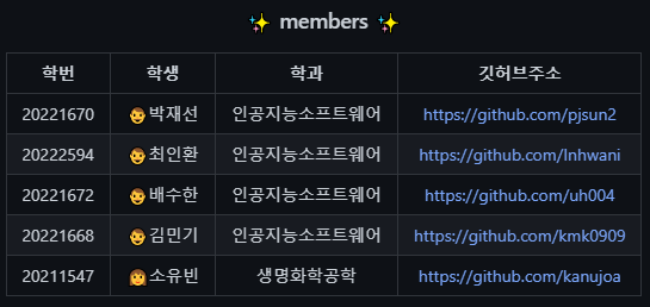 ✨ members ✨
학번 학생 학과 깃허브주소
20221670 👨박재선 인공지능소프트웨어 https://github.com/pjsun2
20222594 👨최인환 인공지능소프트웨어 https://github.com/lnhwani
20221672 👨배수한 인공지능소프트웨어 https://github.com/uh004
20221668 👨김민기 인공지능소프트웨어 https://github.com/kmk0909
20211547 👩소유빈 생명화학공학 https://github.com/kanujoa